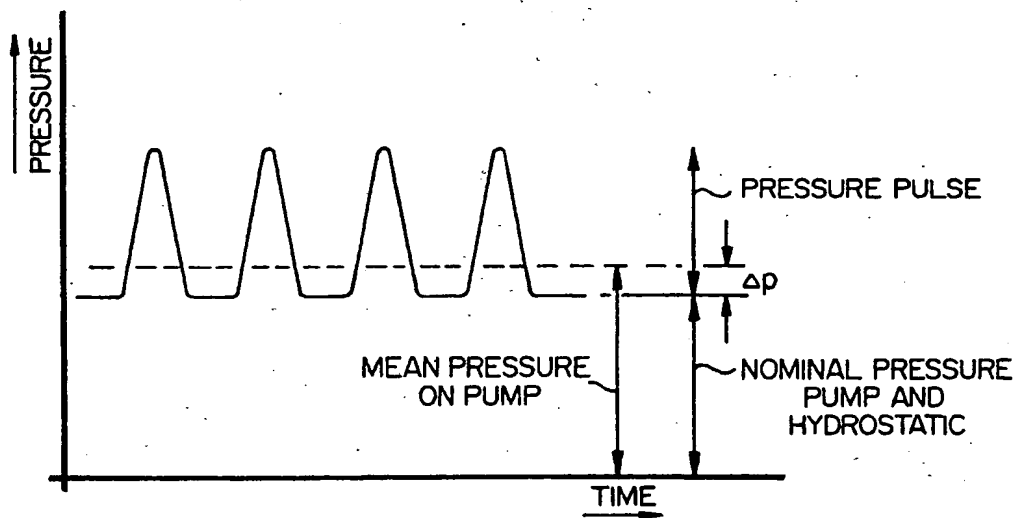 PRESSURE
PRESSURE PULSE
Δp
MEAN PRESSURE
ON PUMP
NOMINAL PRESSURE
PUMP AND
HYDROSTATIC
TIME